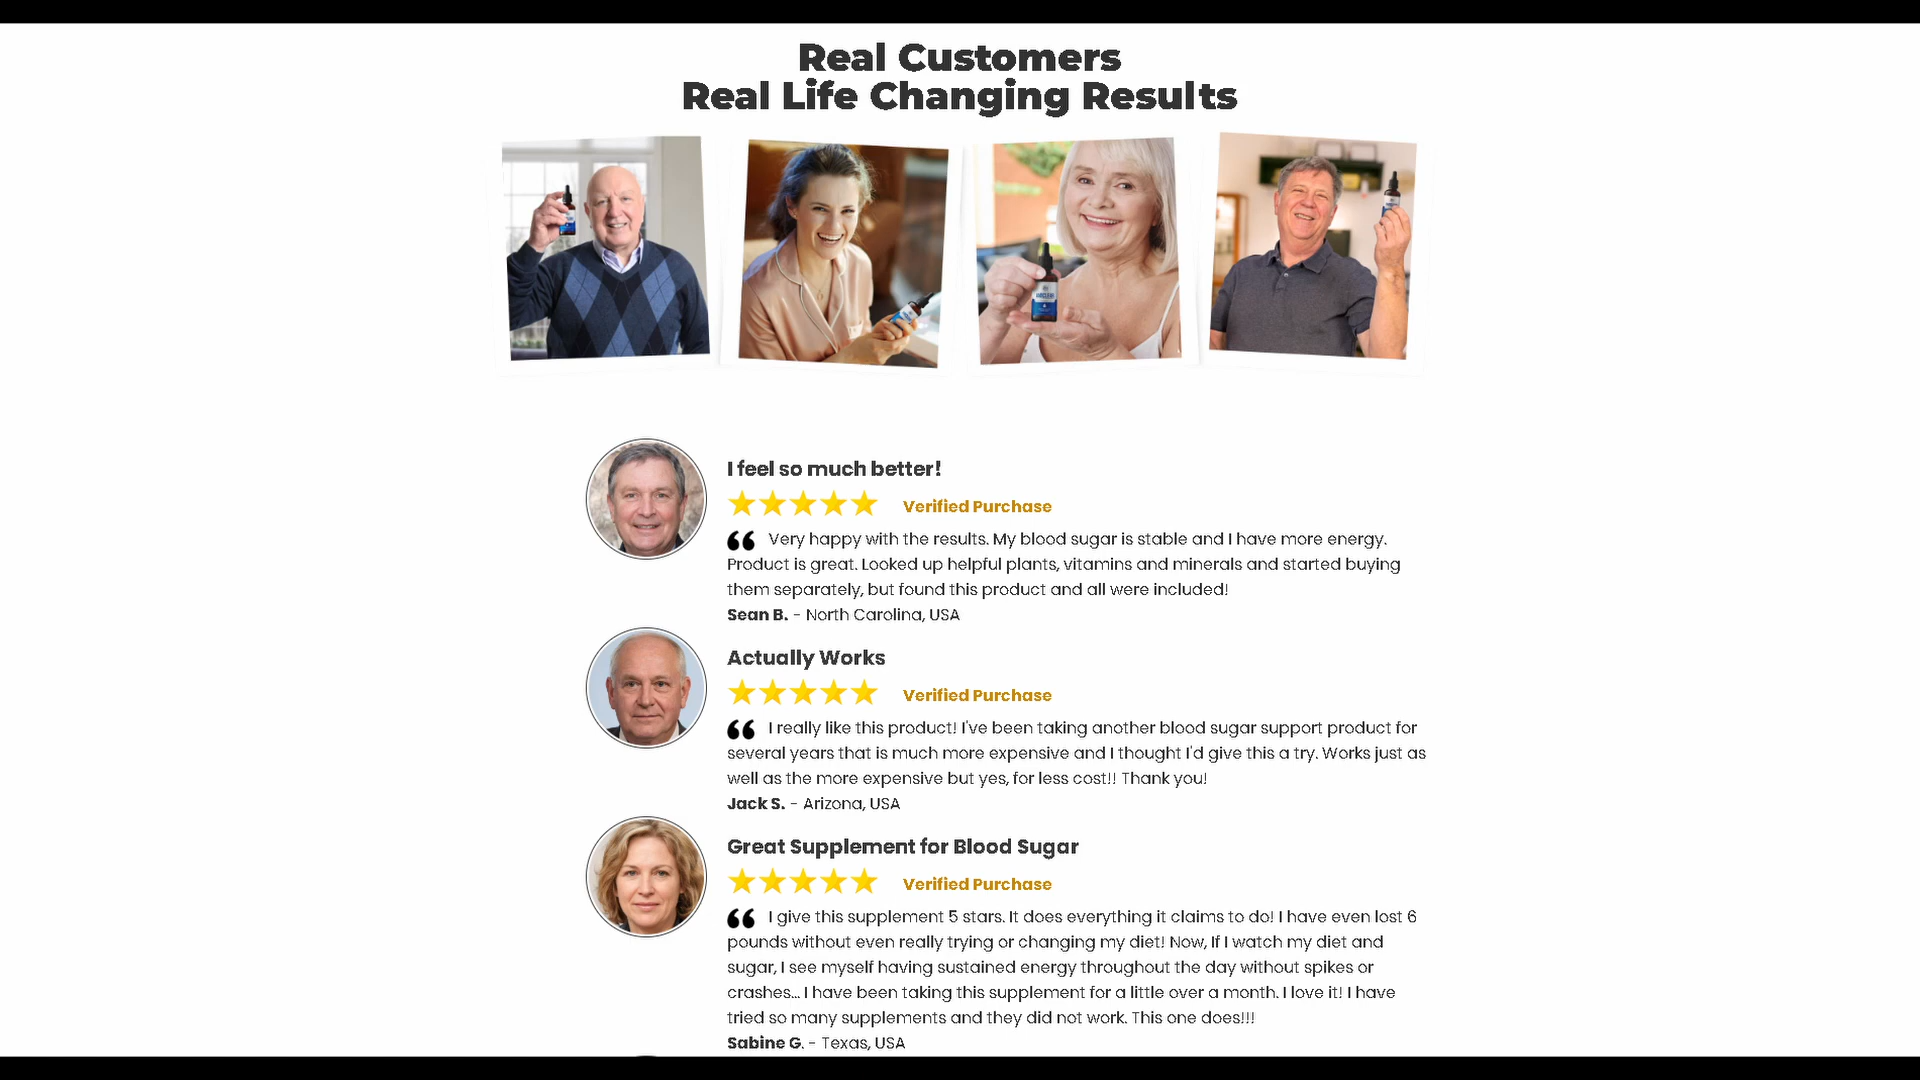 Real Customers
Real Life Changing Results
I feel so much better!
Verified Purchase
Very happy with the results. My blood sugar is stable and I have more energy.
Product is great. Looked up helpful plants, vitamins and minerals and started buying
them separately, but found this product and all were included!
Sean B. - North Carolina, USA
Actually Works
Verified Purchase
I really like this product! I've been taking another blood sugar support product for
several years that is much more expensive and I thought I'd give this a try. Works just as
well as the more expensive but yes, for less cost!! Thank you!
Jack S. - Arizona, USA
Great Supplement for Blood Sugar
Verified Purchase
I give this supplement 5 stars. It does everything it claims to do! I have even lost 6
pounds without even really trying or changing my diet! Now, If I watch my diet and
sugar, I see myself having sustained energy throughout the day without spikes or
crashes... I have been taking this supplement for a little over a month. I love it! I have
tried so many supplements and they did not work. This one does!!!
Sabine G. - Texas, USA